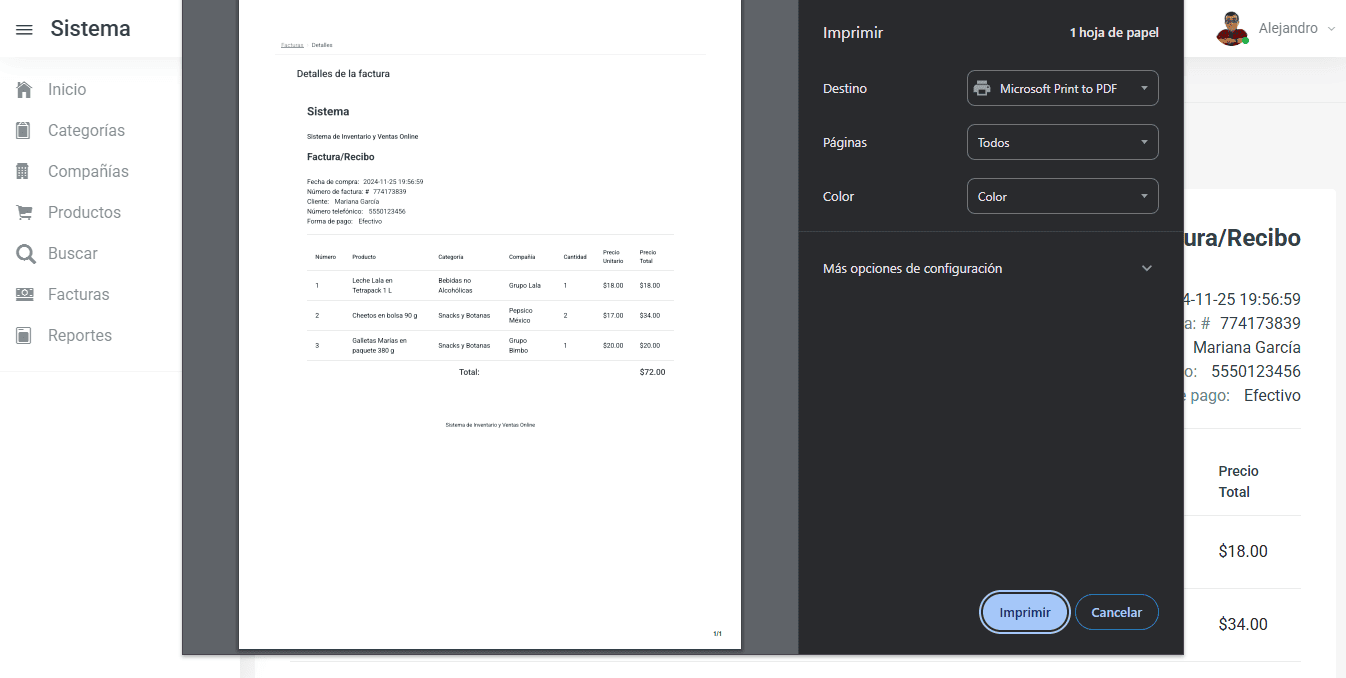 Sistema
Inicio
Categorías
Compañías
Productos
Buscar
Facturas
Reportes
Facturas / Detalles
Detalles de la factura
Sistema
Sistema de Inventario y Ventas Online
Factura/Recibo
Fecha de compra: 2024-11-25 19:56:59
Número de factura: # 774173839
Cliente: Mariana García
Número telefónico: 5550123456
Forma de pago: Efectivo
Número Producto Categoría Compañía Cantidad Precio Unitario Precio Total
1 Leche Lala en Tetrapack 1 L Bebidas no Alcohólicas Grupo Lala 1 $18.00 $18.00
2 Cheetos en bolsa 90 g Snacks y Botanas Pepsico México 2 $17.00 $34.00
3 Galletas Marías en paquete 380 g Snacks y Botanas Grupo Bimbo 1 $20.00 $20.00
Total: $72.00
Sistema de Inventario y Ventas Online
1/1
Imprimir 1 hoja de papel
Destino Microsoft Print to PDF
Páginas Todos
Color Color
Más opciones de configuración
Imprimir Cancelar
Alejandro
ura/Recibo
4-11-25 19:56:59
a: # 774173839
Mariana García
o: 5550123456
pago: Efectivo
Precio
Total
$18.00
$34.00